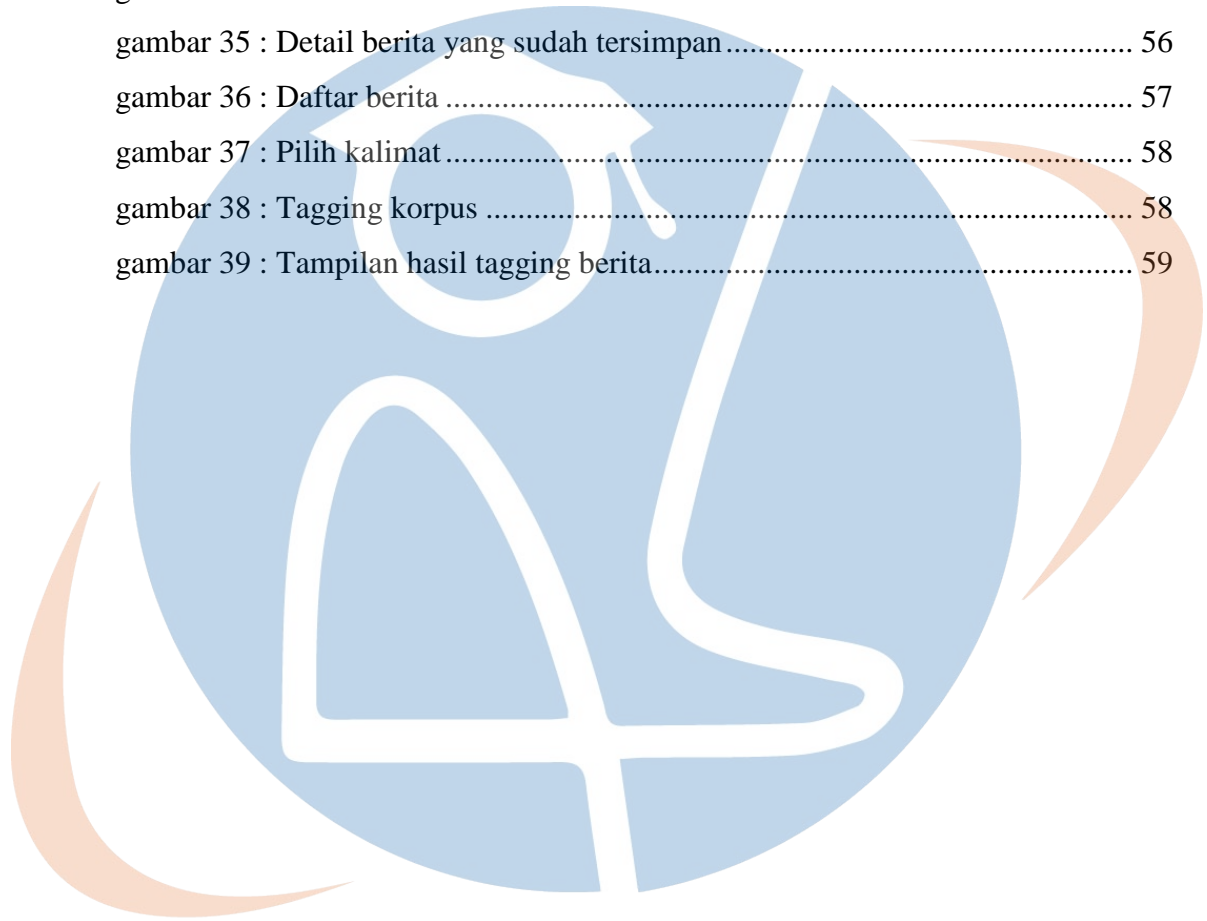 gambar 35 : Detail berita yang sudah tersimpan.................................................. 56
gambar 36 : Daftar berita ..................................................................................... 57
gambar 37 : Pilih kalimat..................................................................................... 58
gambar 38 : Tagging korpus ................................................................................ 58
gambar 39 : Tampilan hasil tagging berita........................................................... 59